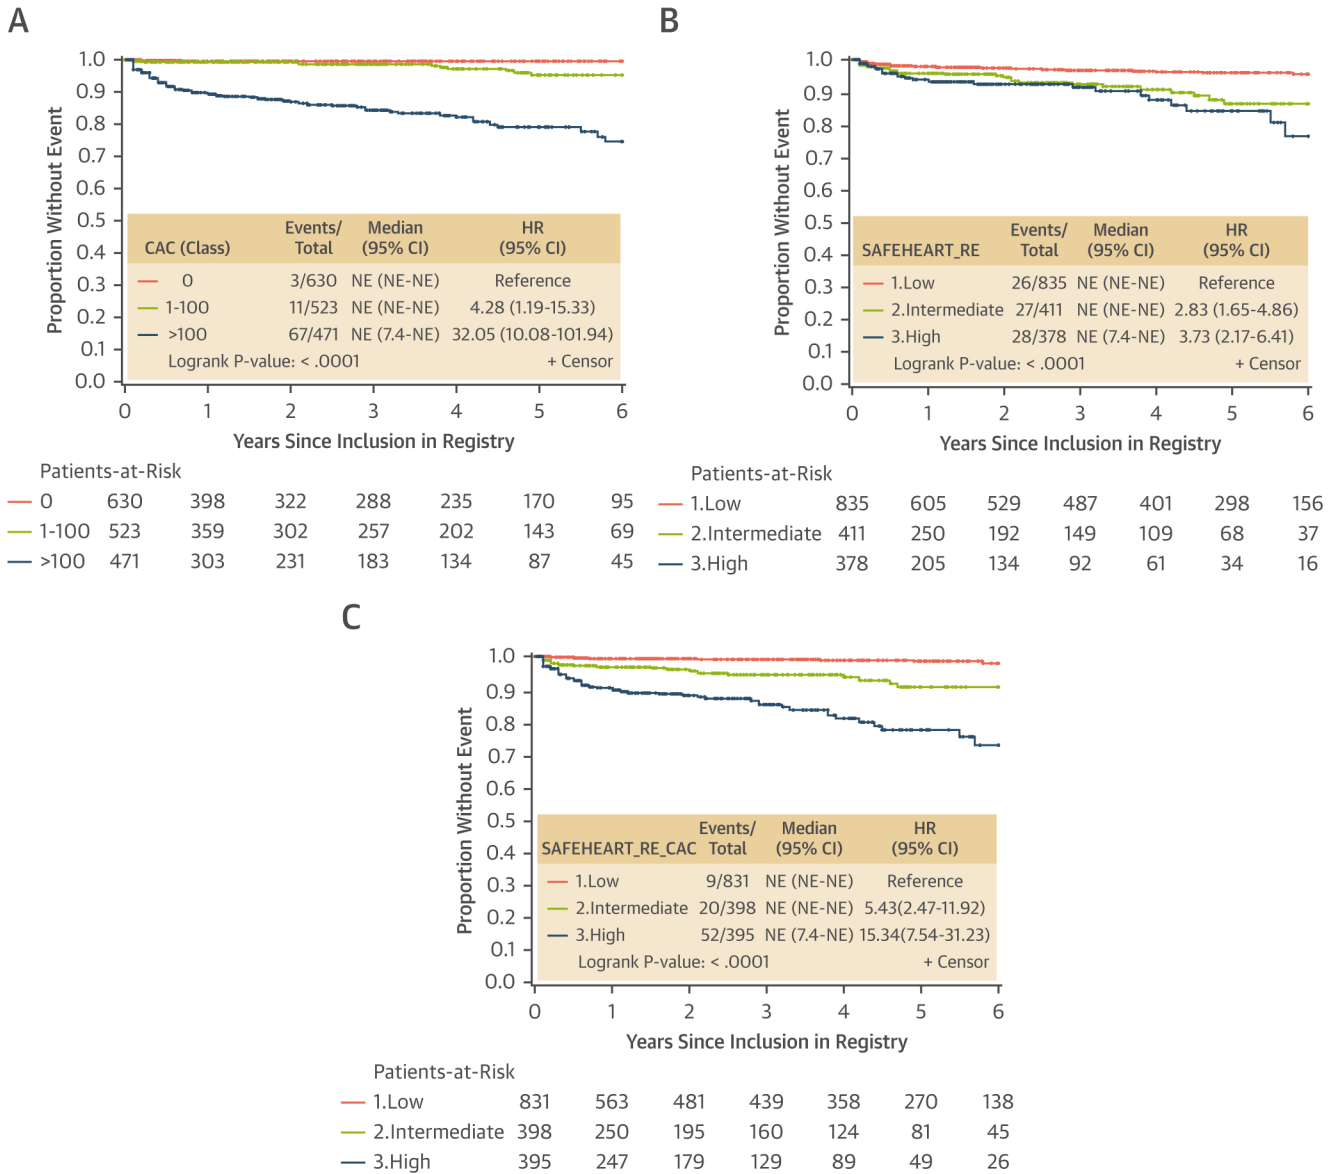 A
1.0
0.9
0.8
0.7
0.6
0.5
0.4
0.3
0.2
0.1
0.0
Proportion Without Event
CAC (Class) Events/ Total Median (95% CI) HR (95% CI)
0 3/630 NE (NE-NE) Reference
1-100 11/523 NE (NE-NE) 4.28 (1.19-15.33)
>100 67/471 NE (7.4-NE) 32.05 (10.08-101.94)
Logrank P-value: < .0001 + Censor
0 1 2 3 4 5 6
Years Since Inclusion in Registry
Patients-at-Risk
0 630 398 322 288 235 170 95
1-100 523 359 302 257 202 143 69
>100 471 303 231 183 134 87 45
B
1.0
0.9
0.8
0.7
0.6
0.5
0.4
0.3
0.2
0.1
0.0
Proportion Without Event
SAFEHEART_RE Events/ Total Median (95% CI) HR (95% CI)
1.Low 26/835 NE (NE-NE) Reference
2.Intermediate 27/411 NE (NE-NE) 2.83 (1.65-4.86)
3.High 28/378 NE (7.4-NE) 3.73 (2.17-6.41)
Logrank P-value: < .0001 + Censor
0 1 2 3 4 5 6
Years Since Inclusion in Registry
Patients-at-Risk
1.Low 835 605 529 487 401 298 156
2.Intermediate 411 250 192 149 109 68 37
3.High 378 205 134 92 61 34 16
C
1.0
0.9
0.8
0.7
0.6
0.5
0.4
0.3
0.2
0.1
0.0
Proportion Without Event
SAFEHEART_RE_CAC Events/ Total Median (95% CI) HR (95% CI)
1.Low 9/831 NE (NE-NE) Reference
2.Intermediate 20/398 NE (NE-NE) 5.43(2.47-11.92)
3.High 52/395 NE (7.4-NE) 15.34(7.54-31.23)
Logrank P-value: < .0001 + Censor
0 1 2 3 4 5 6
Years Since Inclusion in Registry
Patients-at-Risk
1.Low 831 563 481 439 358 270 138
2.Intermediate 398 250 195 160 124 81 45
3.High 395 247 179 129 89 49 26